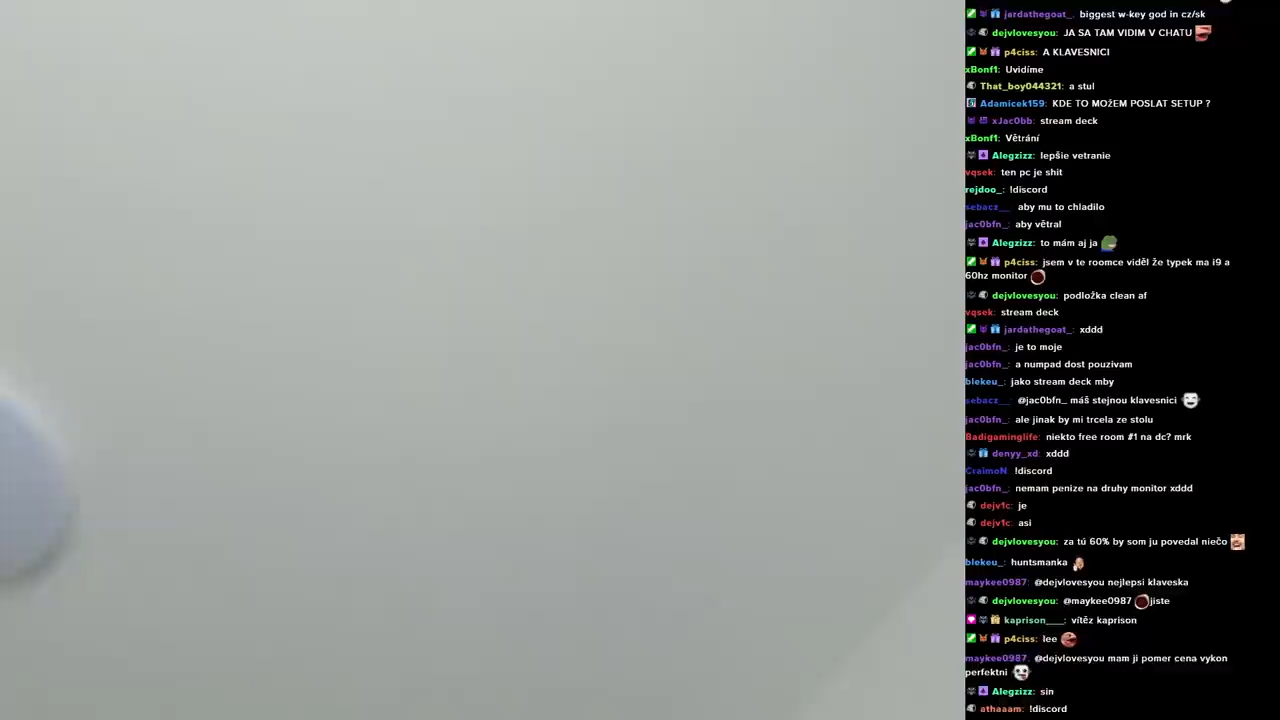 jardathegoat_: biggest w-key god in cz/sk
dejvlovesyou: JA SA TAM VIDIM V CHATU
p4ciss: A KLAVESNICI
xBonf1: Uvidíme
That_boy044321: a stul
Adamicek159: KDE TO MOžEM POSLAT SETUP ?
xJac0bb: stream deck
xBonf1: Větrání
Alegzizz: lepšie vetranie
vqsek: ten pc je shit
rejdoo_: !discord
sebacz__: aby mu to chladilo
jac0bfn_: aby větral
Alegzizz: to mám aj ja
p4ciss: jsem v te roomce viděl že typek ma i9 a
60hz monitor
dejvlovesyou: podložka clean af
vqsek: stream deck
jardathegoat_: xddd
jac0bfn_: je to moje
jac0bfn_: a numpad dost pouzivam
blekeu_: jako stream deck mby
sebacz__: @jac0bfn_ máš stejnou klavesnici
jac0bfn_: ale jinak by mi trcela ze stolu
Badigaminglife: niekto free room #1 na dc? mrk
denyy_xd: xddd
CraimoN: !discord
jac0bfn_: nemam penize na druhy monitor xddd
dejv1c: je
dejv1c: asi
dejvlovesyou: za tú 60% by som ju povedal niečo
blekeu_: huntsmanka
maykee0987: @dejvlovesyou nejlepsi klaveska
dejvlovesyou: @maykee0987 jiste
kaprison____: vítěz kaprison
p4ciss: lee
maykee0987: @dejvlovesyou mam ji pomer cena vykon
perfektni
Alegzizz: sin
athaaam: !discord